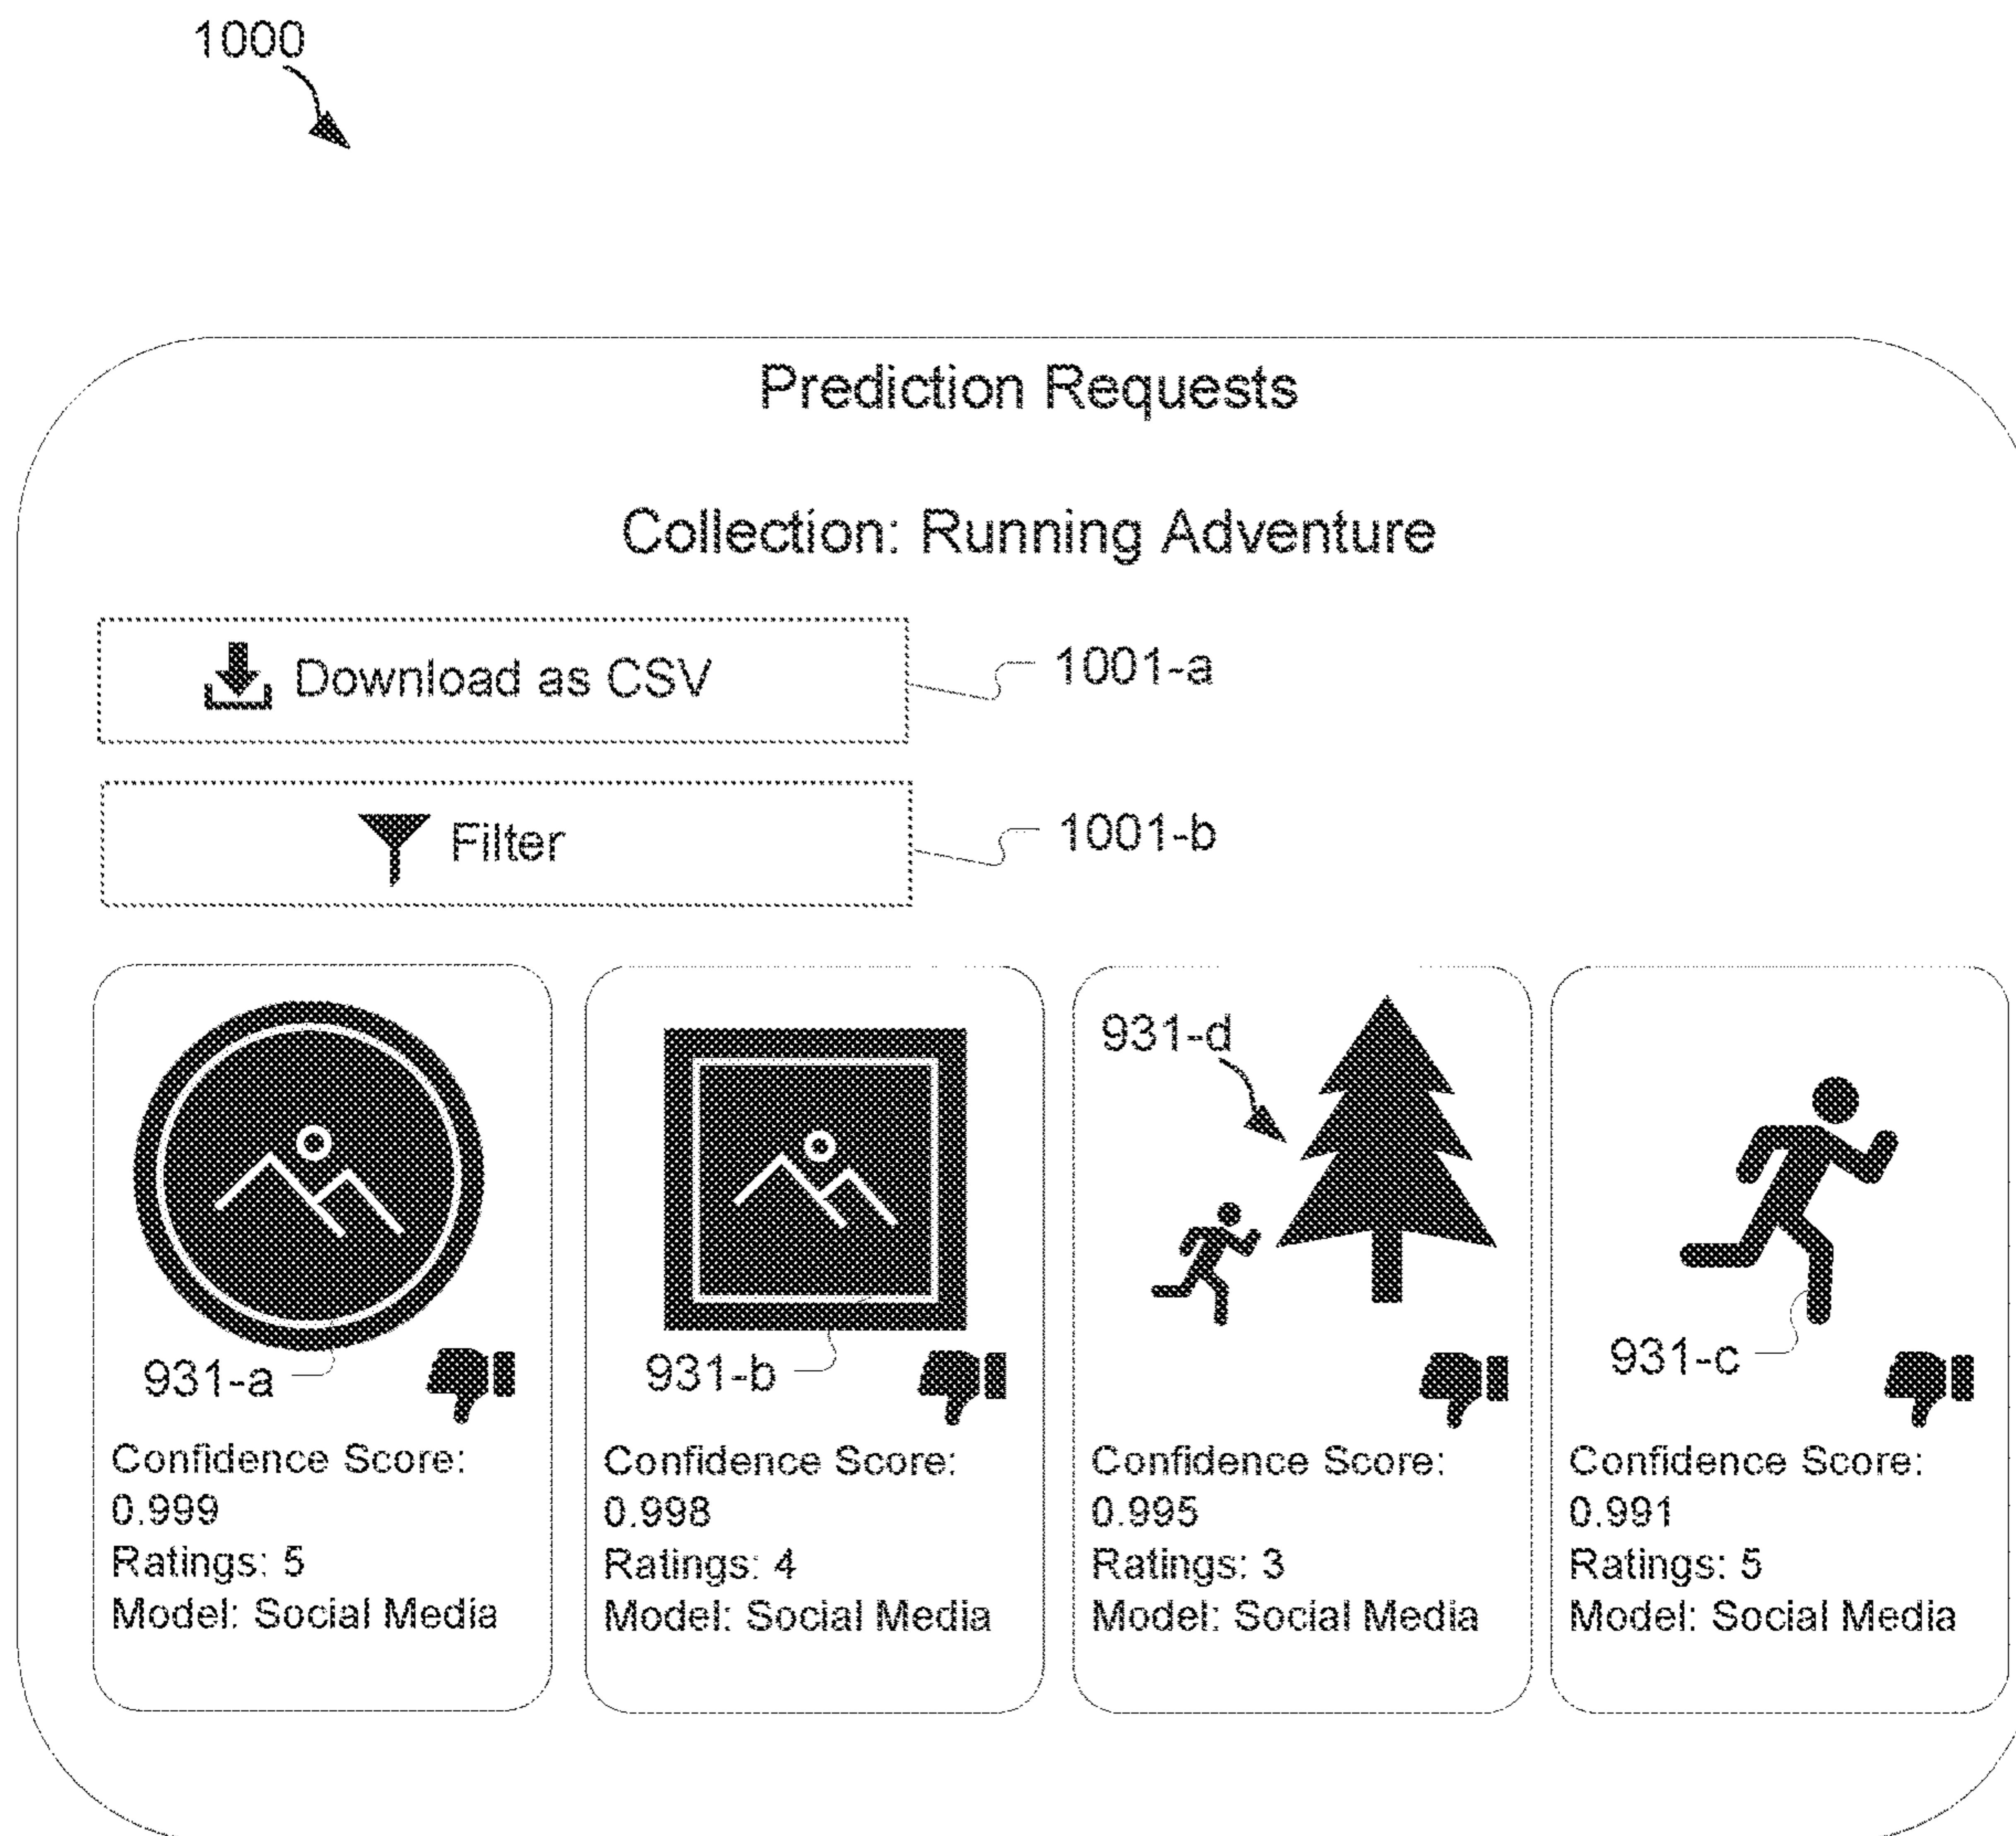 1000
Prediction Requests
Collection: Running Adventure
Download as CSV
1001-a
Filter
1001-b
931-a
Confidence Score:
0.999
Ratings: 5
Model: Social Media
931-b
Confidence Score:
0.998
Ratings: 4
Model: Social Media
931-d
Confidence Score:
0.995
Ratings: 3
Model: Social Media
931-c
Confidence Score:
0.991
Ratings: 5
Model: Social Media